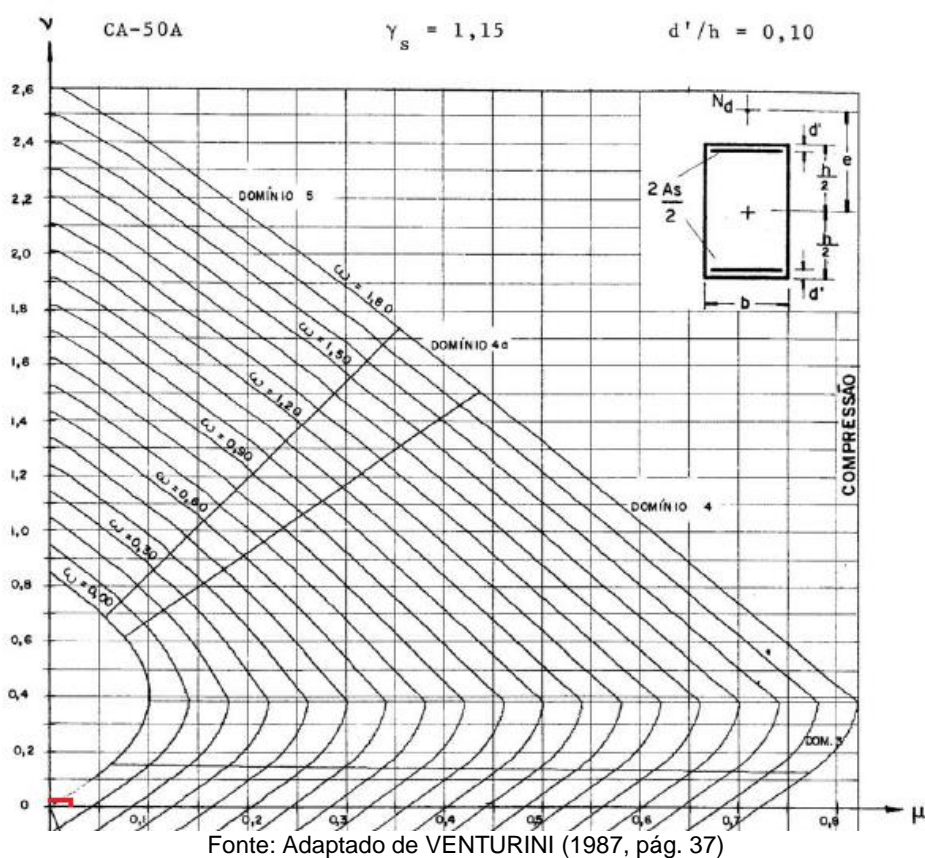 ν CA-50A γs = 1,15 d'/h = 0,10
2,6
2,4
2,2
2,0
1,8
1,6
1,4
1,2
1,0
0,8
0,6
0,4
0,2
0
DOMÍNIO 5
ω = 1,80
DOMÍNIO 4a
ω = 1,50
ω = 1,20
ω = 0,90
ω = 0,60
ω = 0,30
ω = 0,00
DOMÍNIO 4
DOM. 3
Nd
d'
e
h/2
2 As/2
h/2
d'
b
COMPRESSÃO
0,1 0,2 0,3 0,4 0,5 0,6 0,7 0,8 μ
Fonte: Adaptado de VENTURINI (1987, pág. 37)